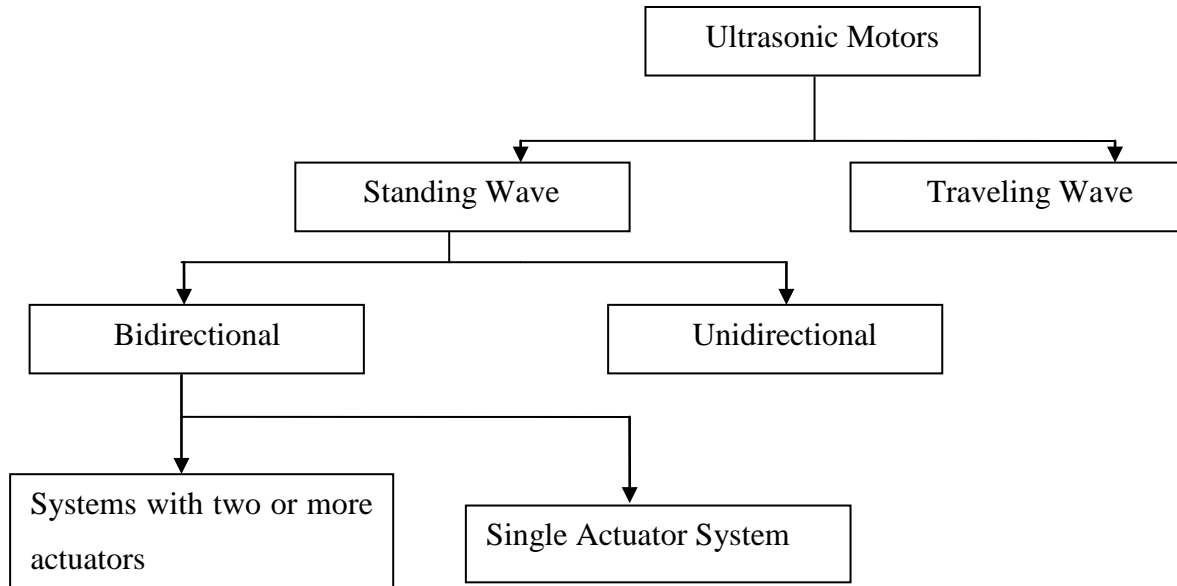 Ultrasonic Motors
Standing Wave
Traveling Wave
Bidirectional
Unidirectional
Systems with two or more
actuators
Single Actuator System